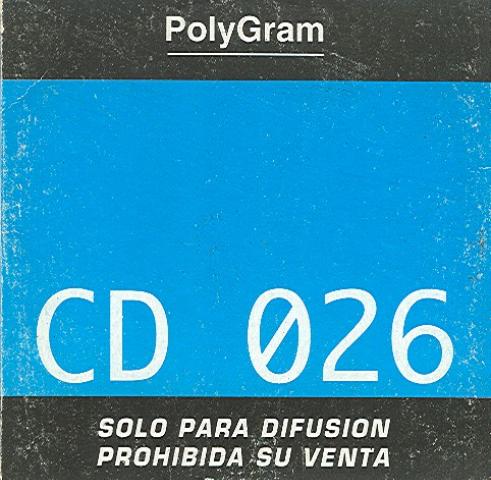 PolyGram
CD 026
SOLO PARA DIFUSION
PROHIBIDA SU VENTA